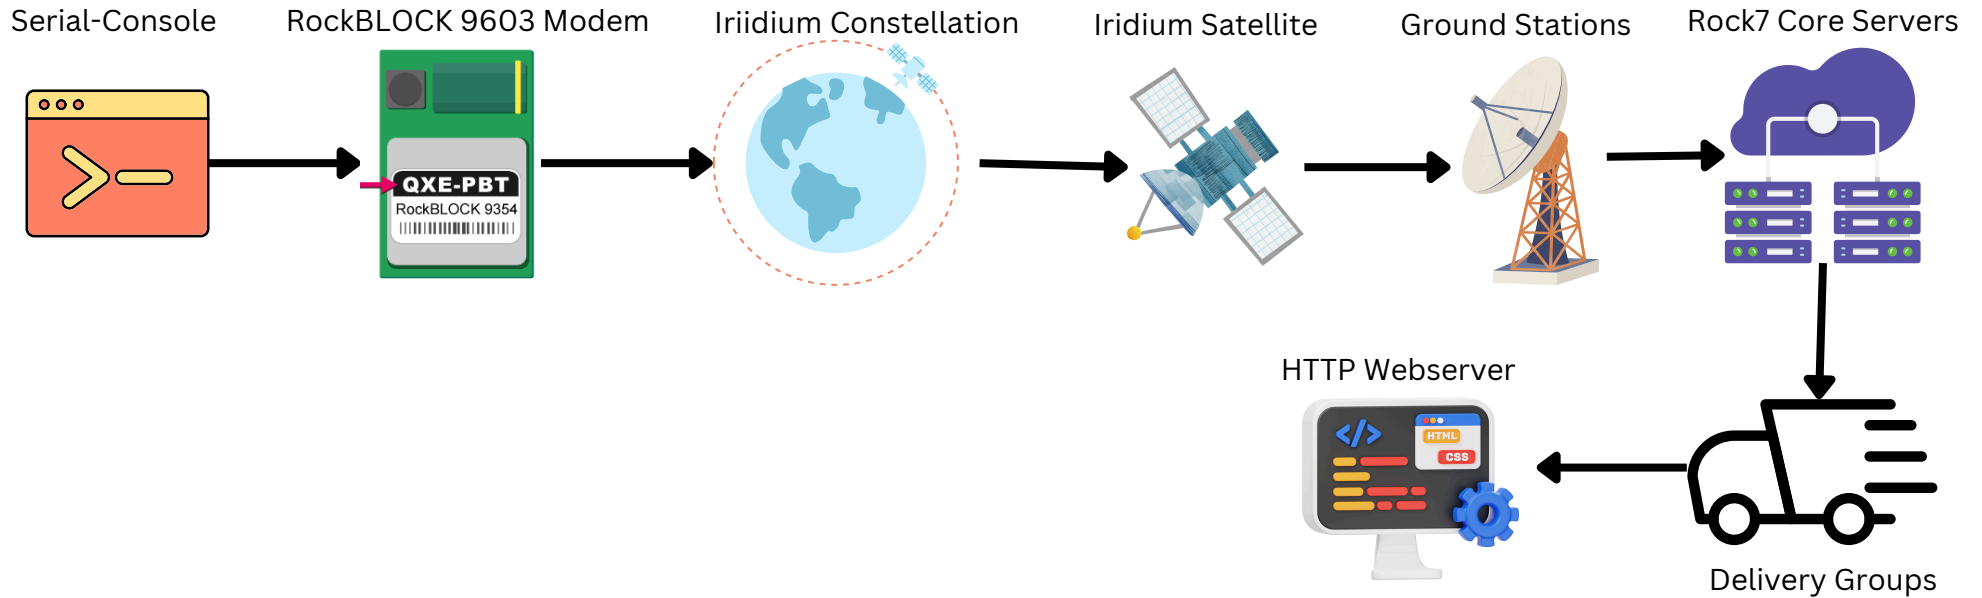 Serial-Console
RockBLOCK 9603 Modem
Iriidium Constellation
Iridium Satellite
Ground Stations
Rock7 Core Servers
QXE-PBT
RockBLOCK 9354
HTTP Webserver
</>
HTML
CSS
Delivery Groups